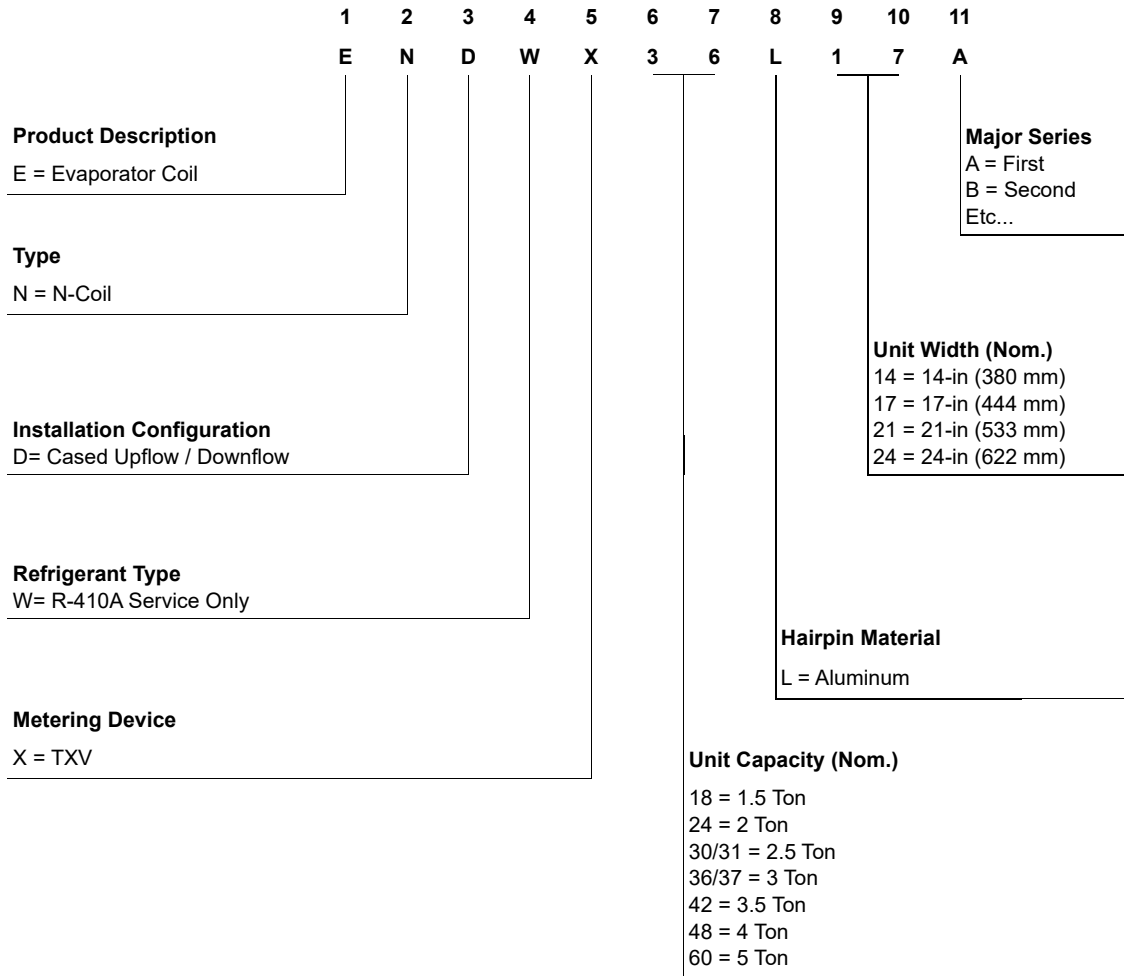 1 2 3 4 5 6 7 8 9 10 11
E N D W X 3 6 L 1 7 A
Product Description
E = Evaporator Coil
Type
N = N-Coil
Installation Configuration
D= Cased Upflow / Downflow
Refrigerant Type
W= R-410A Service Only
Metering Device
X = TXV
Major Series
A = First
B = Second
Etc...
Unit Width (Nom.)
14 = 14-in (380 mm)
17 = 17-in (444 mm)
21 = 21-in (533 mm)
24 = 24-in (622 mm)
Hairpin Material
L = Aluminum
Unit Capacity (Nom.)
18 = 1.5 Ton
24 = 2 Ton
30/31 = 2.5 Ton
36/37 = 3 Ton
42 = 3.5 Ton
48 = 4 Ton
60 = 5 Ton